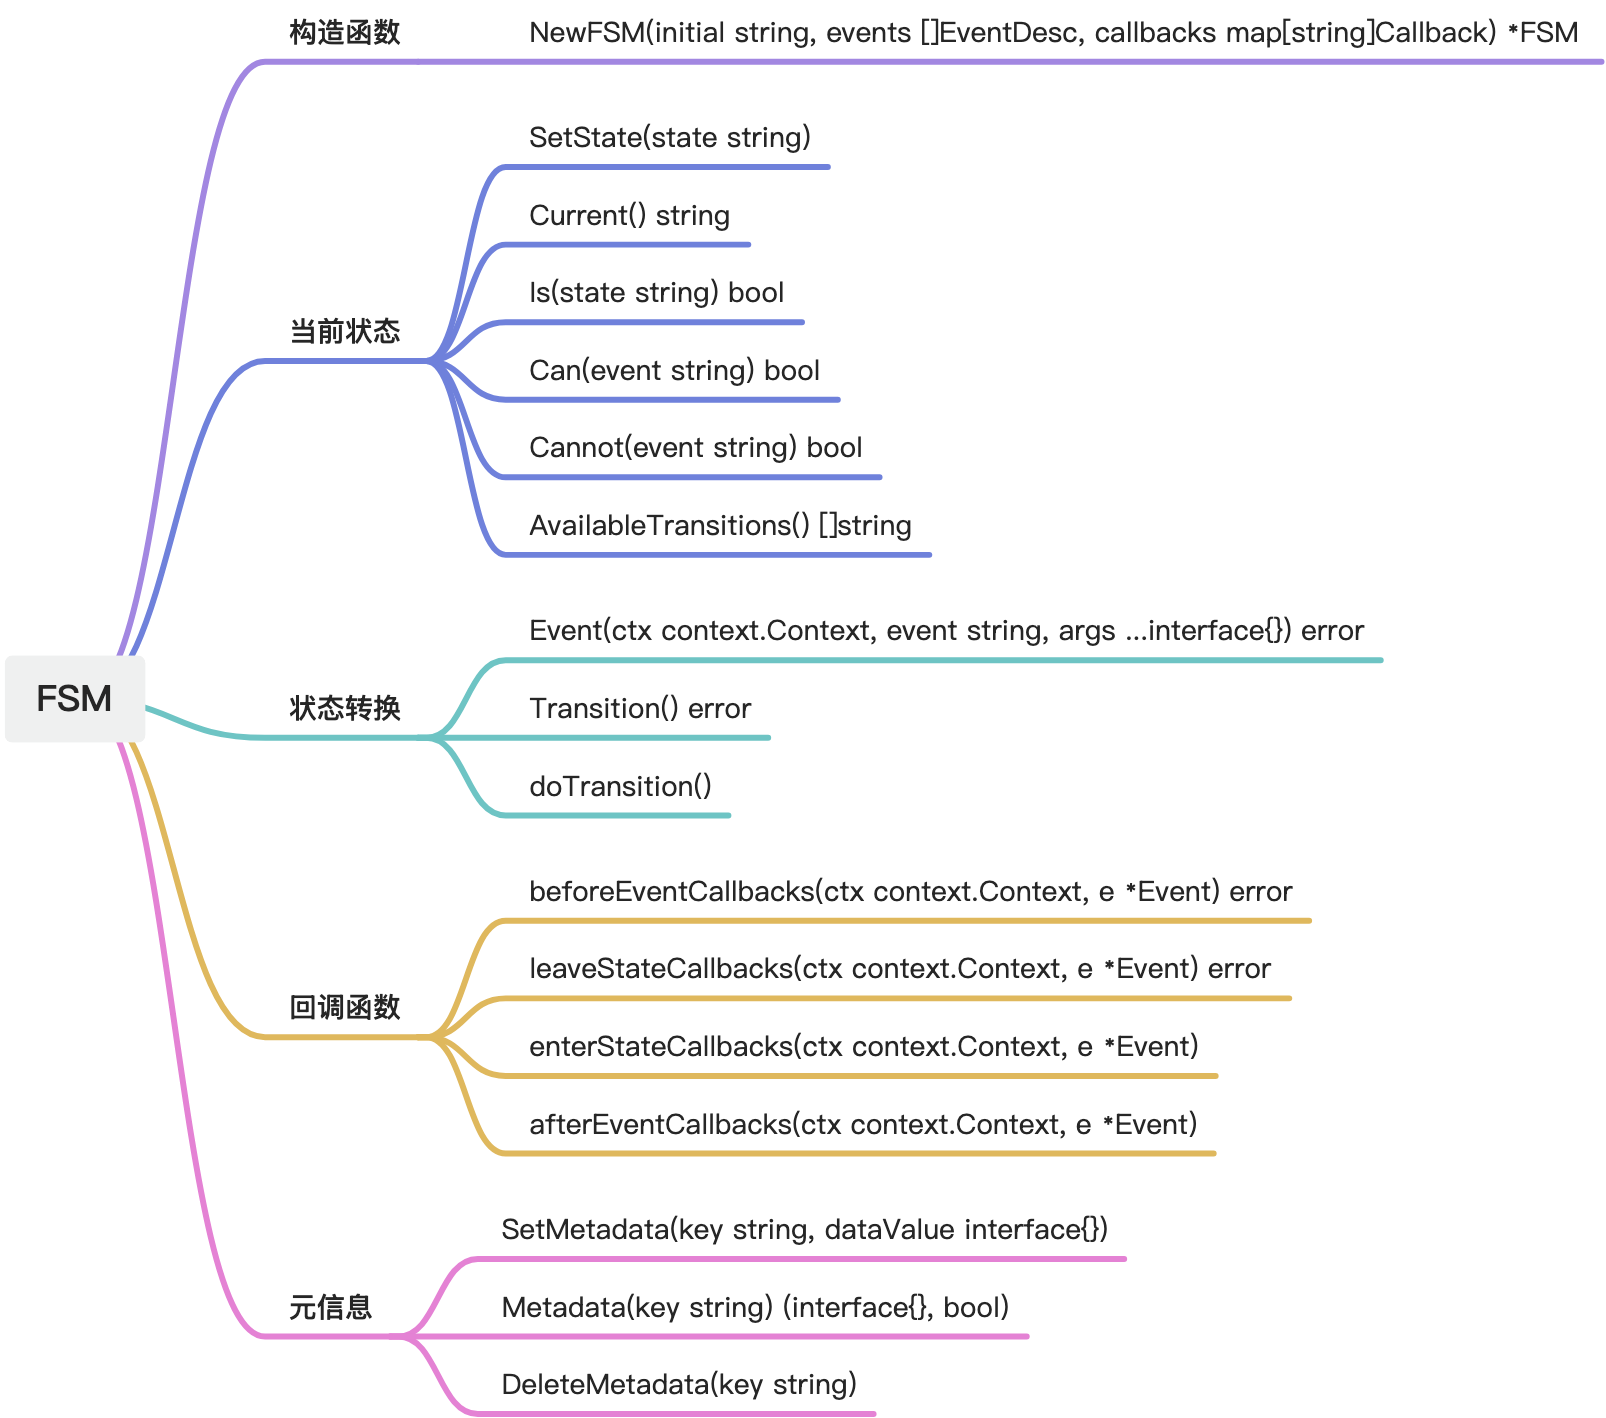 FSM
构造函数
NewFSM(initial string, events []EventDesc, callbacks map[string]Callback) *FSM
当前状态
SetState(state string)
Current() string
Is(state string) bool
Can(event string) bool
Cannot(event string) bool
AvailableTransitions() []string
状态转换
Event(ctx context.Context, event string, args ...interface{}) error
Transition() error
doTransition()
回调函数
beforeEventCallbacks(ctx context.Context, e *Event) error
leaveStateCallbacks(ctx context.Context, e *Event) error
enterStateCallbacks(ctx context.Context, e *Event)
afterEventCallbacks(ctx context.Context, e *Event)
元信息
SetMetadata(key string, dataValue interface{})
Metadata(key string) (interface{}, bool)
DeleteMetadata(key string)